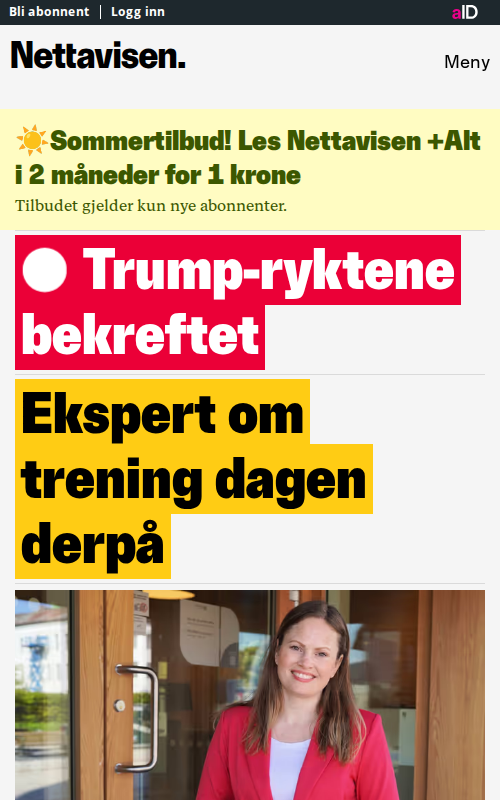 Bli abonnent | Logg inn
aID
Nettavisen.
Meny
☀️Sommertilbud! Les Nettavisen +Alt
i 2 måneder for 1 krone
Tilbudet gjelder kun nye abonnenter.
Trump-ryktene
bekreftet
Ekspert om
trening dagen
derpå